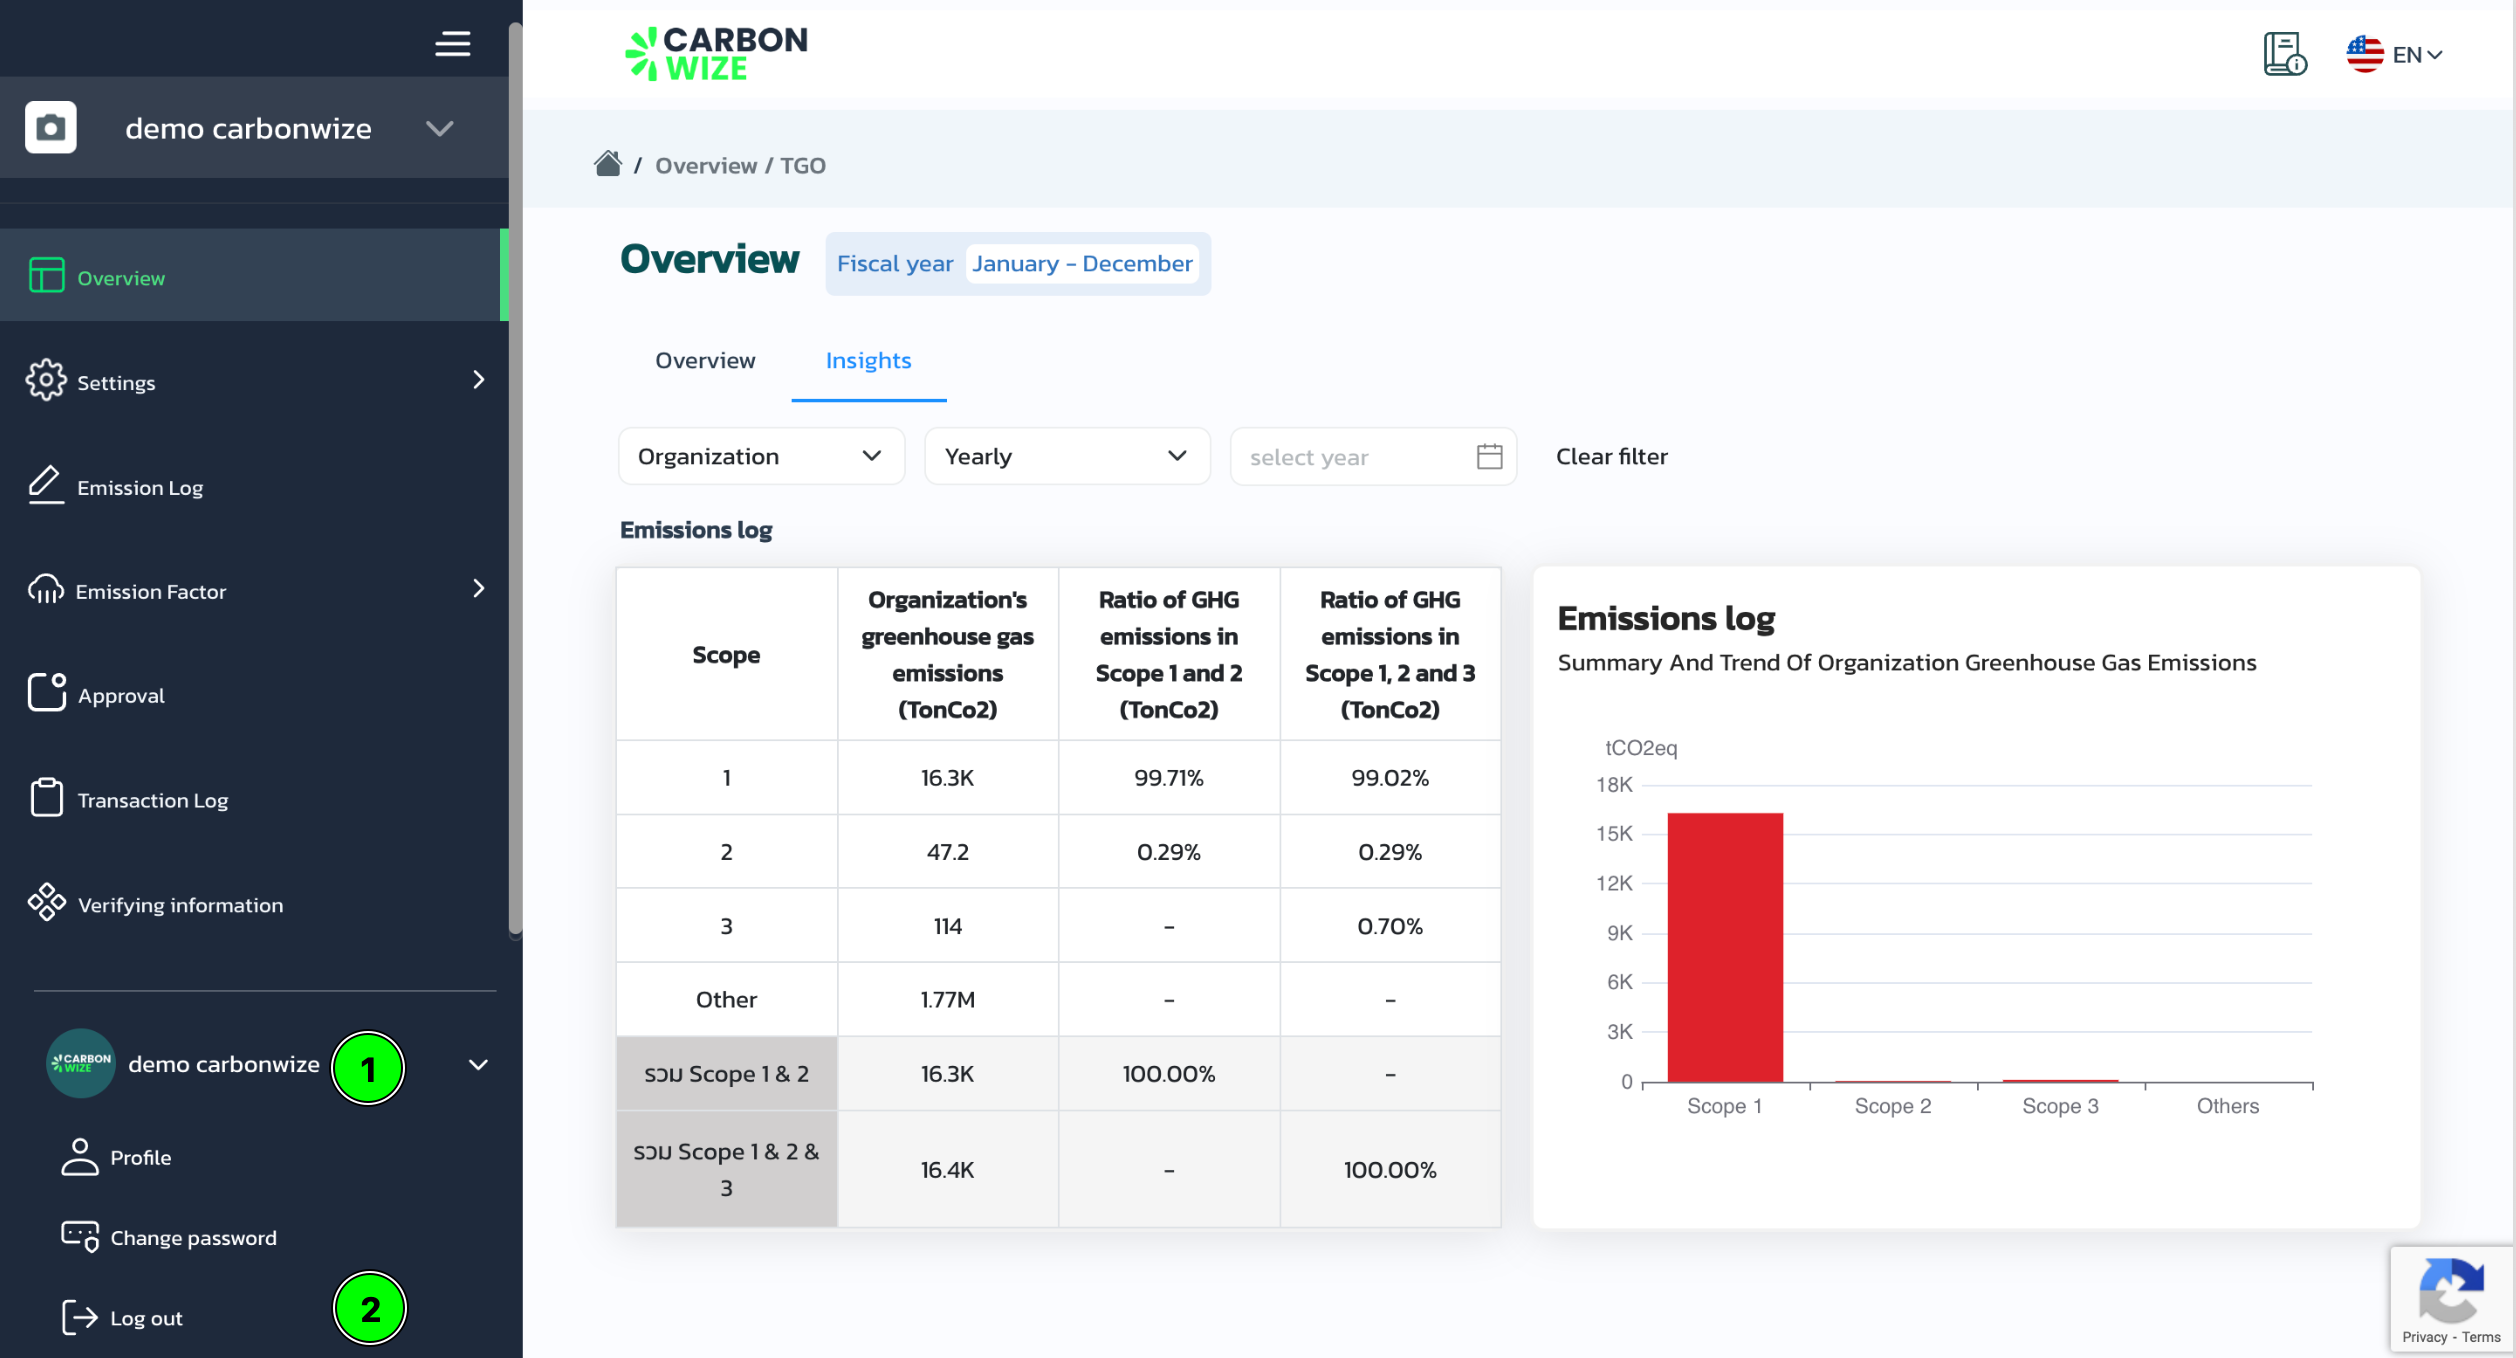 demo carbonwize
Overview
Settings
Emission Log
Emission Factor
Approval
Transaction Log
Verifying information
CARBON
WIZE
demo carbonwize
1
Profile
Change password
Log out
2
CARBON
WIZE
EN
/ Overview / TGO
Overview
Fiscal year January - December
Overview
Insights
Organization
Yearly
select year
Clear filter
Emissions log
Scope
Organization's
greenhouse gas
emissions
(TonCo2)
Ratio of GHG
emissions in
Scope 1 and 2
(TonCo2)
Ratio of GHG
emissions in
Scope 1, 2 and 3
(TonCo2)
1 16.3K 99.71% 99.02%
2 47.2 0.29% 0.29%
3 114 - 0.70%
Other 1.77M - -
รวม Scope 1 & 2 16.3K 100.00% -
รวม Scope 1 & 2 &
3
16.4K - 100.00%
Emissions log
Summary And Trend Of Organization Greenhouse Gas Emissions
tCO2eq
18K
15K
12K
9K
6K
3K
0
Scope 1 Scope 2 Scope 3 Others
Privacy - Terms